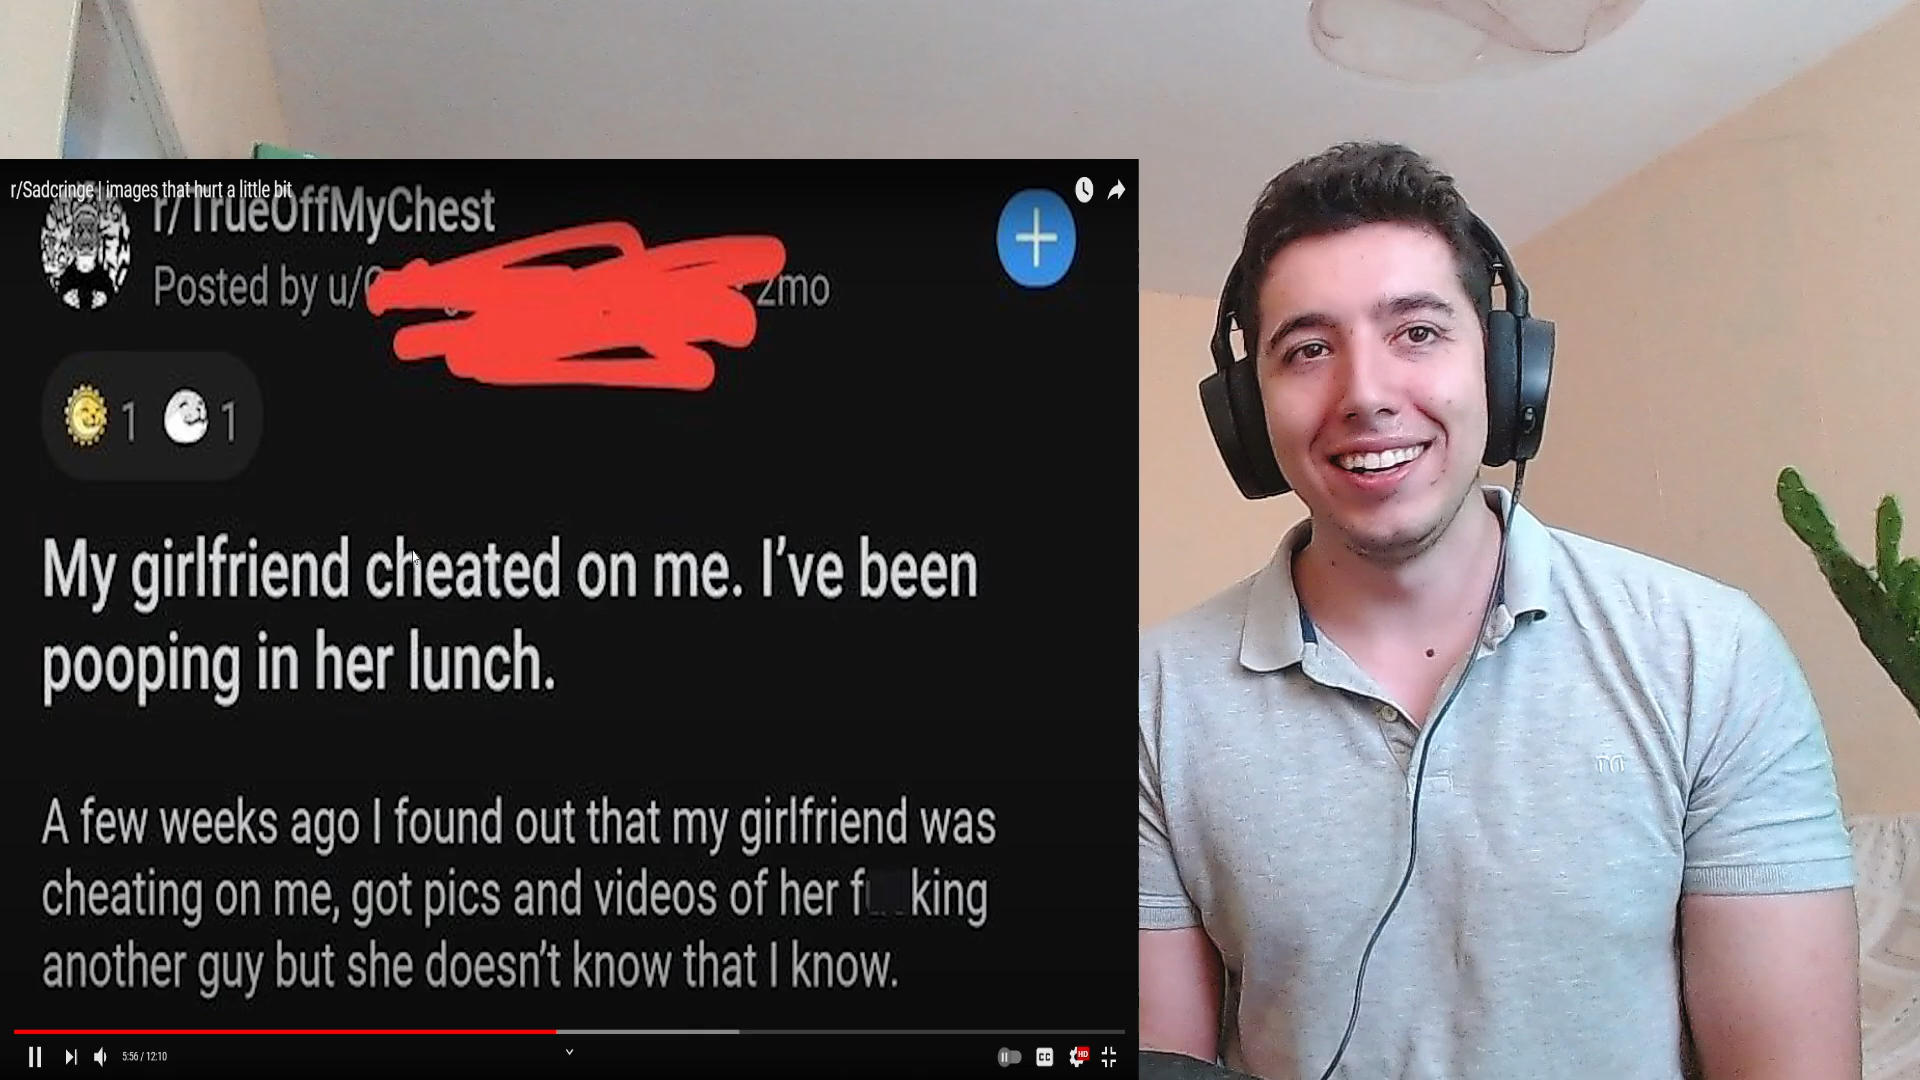 r/Sadcringe | images that hurt a little bit
r/TrueOffMyChest
Posted by u/ 2mo
1 1
My girlfriend cheated on me. I've been
pooping in her lunch.
A few weeks ago I found out that my girlfriend was
cheating on me, got pics and videos of her f king
another guy but she doesn't know that I know.
5:56 / 12:10
CC
HD